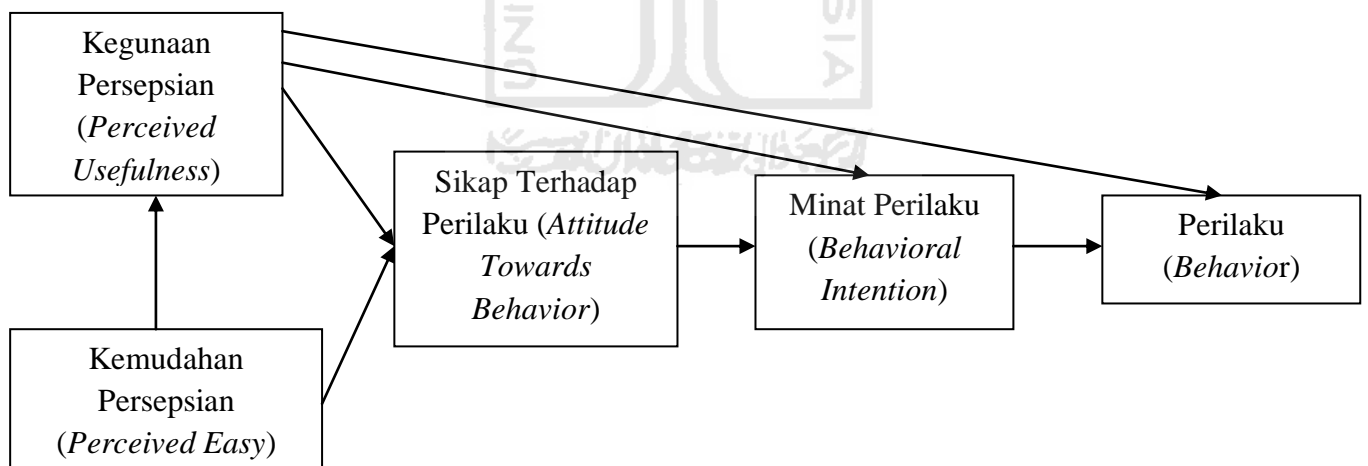 Kegunaan
Persepsian
(Perceived
Usefulness)
Sikap Terhadap
Perilaku (Attitude
Towards
Behavior)
Minat Perilaku
(Behavioral
Intention)
Perilaku
(Behavior)
Kemudahan
Persepsian
(Perceived Easy)